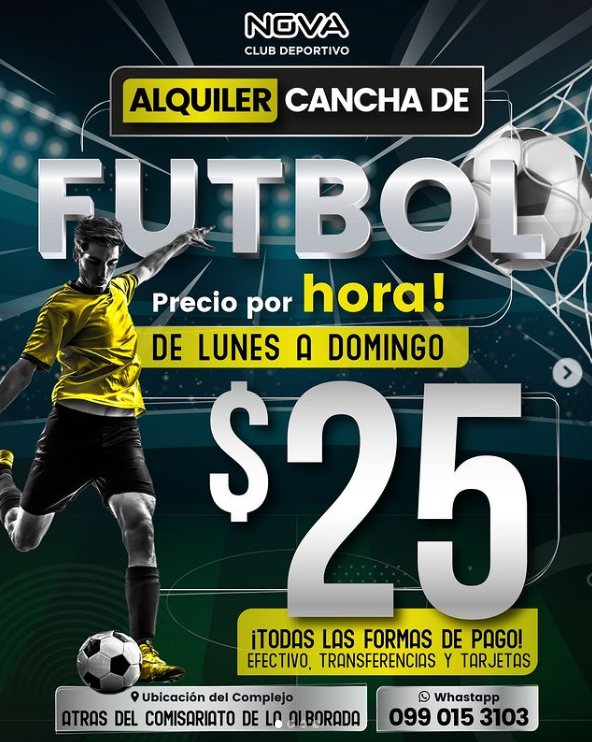 NOVA
CLUB DEPORTIVO
ALQUILER CANCHA DE
FUTBOL
Precio por hora!
DE LUNES A DOMINGO
$25
¡TODAS LAS FORMAS DE PAGO!
EFECTIVO, TRANSFERENCIAS Y TARJETAS
Ubicación del Complejo
ATRAS DEL COMISARIATO DE LA ALBORADA
Whastapp
099 015 3103